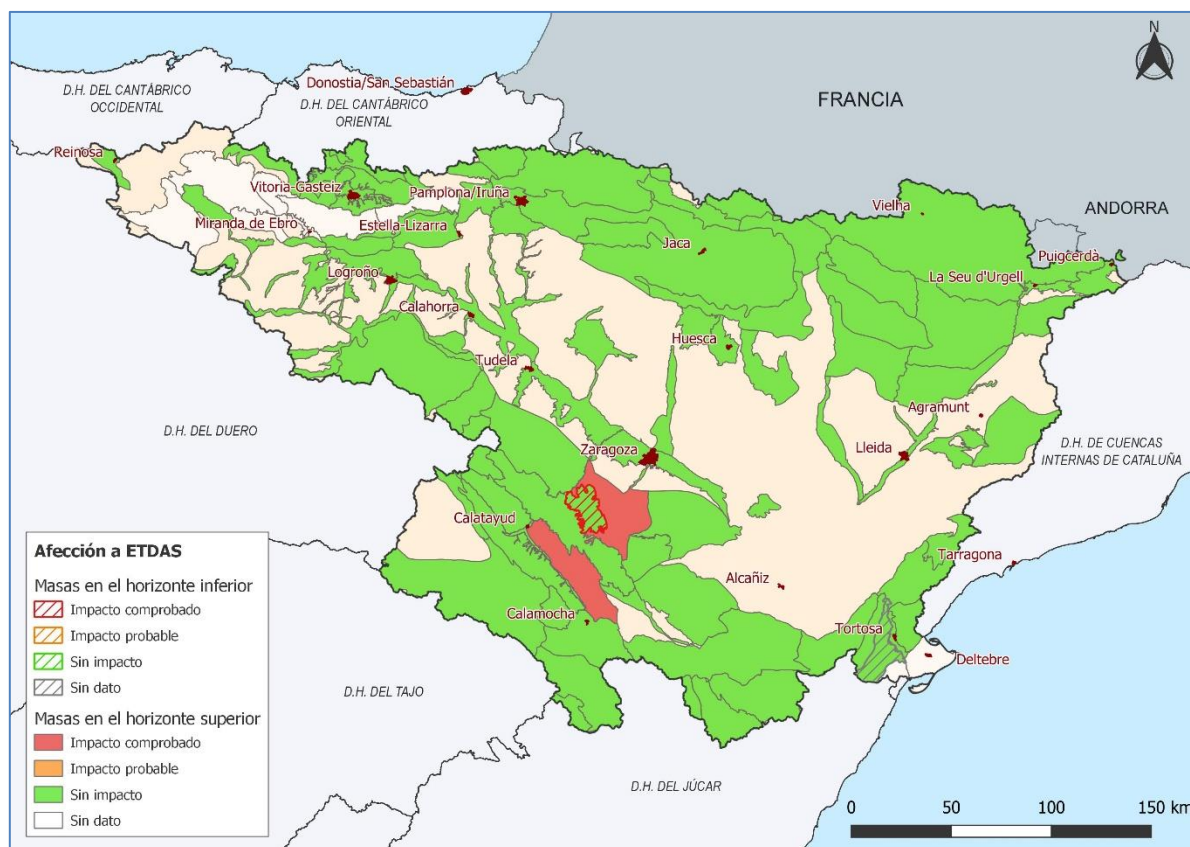 N
D.H. DEL CANTÁBRICO
OCCIDENTAL
Donostia/San Sebastián
D.H. DEL CANTÁBRICO
ORIENTAL
FRANCIA
Reinosa
Vitoria-Gasteiz
Pamplona/Iruña
Vielha
ANDORRA
Miranda de Ebro
Estella-Lizarra
Jaca
Puigcerdà
La Seu d'Urgell
Logroño
Calahorra
Huesca
Tudela
Agramunt
D.H. DEL DUERO
Zaragoza
Lleida
D.H. DE CUENCAS
INTERNAS DE CATALUÑA
Calatayud
Tarragona
Alcañiz
Calamocha
Tortosa
Deltebre
D.H. DEL TAJO
D.H. DEL JÚCAR
Afección a ETDAS
Masas en el horizonte inferior
Impacto comprobado
Impacto probable
Sin impacto
Sin dato
Masas en el horizonte superior
Impacto comprobado
Impacto probable
Sin impacto
Sin dato
0 50 100 150 km